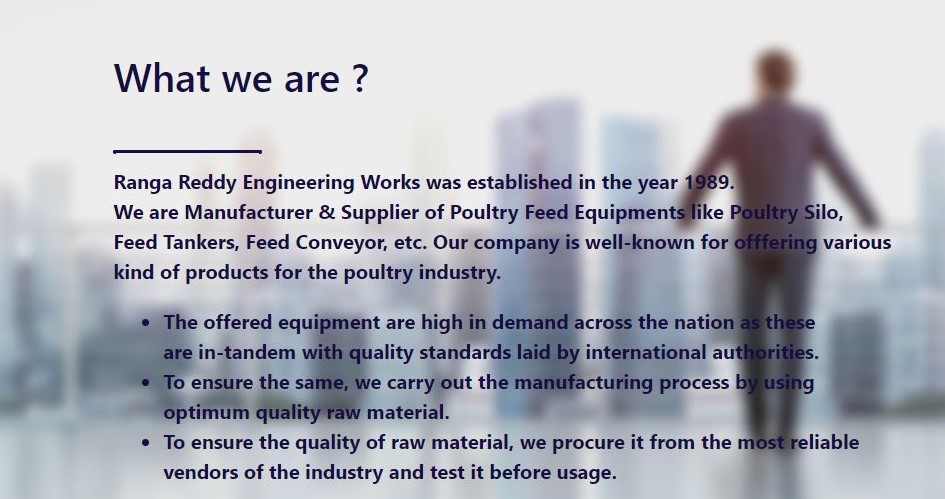 What we are ?
Ranga Reddy Engineering Works was established in the year 1989.
We are Manufacturer & Supplier of Poultry Feed Equipments like Poultry Silo,
Feed Tankers, Feed Conveyor, etc. Our company is well-known for offfering various
kind of products for the poultry industry.
• The offered equipment are high in demand across the nation as these
are in-tandem with quality standards laid by international authorities.
• To ensure the same, we carry out the manufacturing process by using
optimum quality raw material.
• To ensure the quality of raw material, we procure it from the most reliable
vendors of the industry and test it before usage.